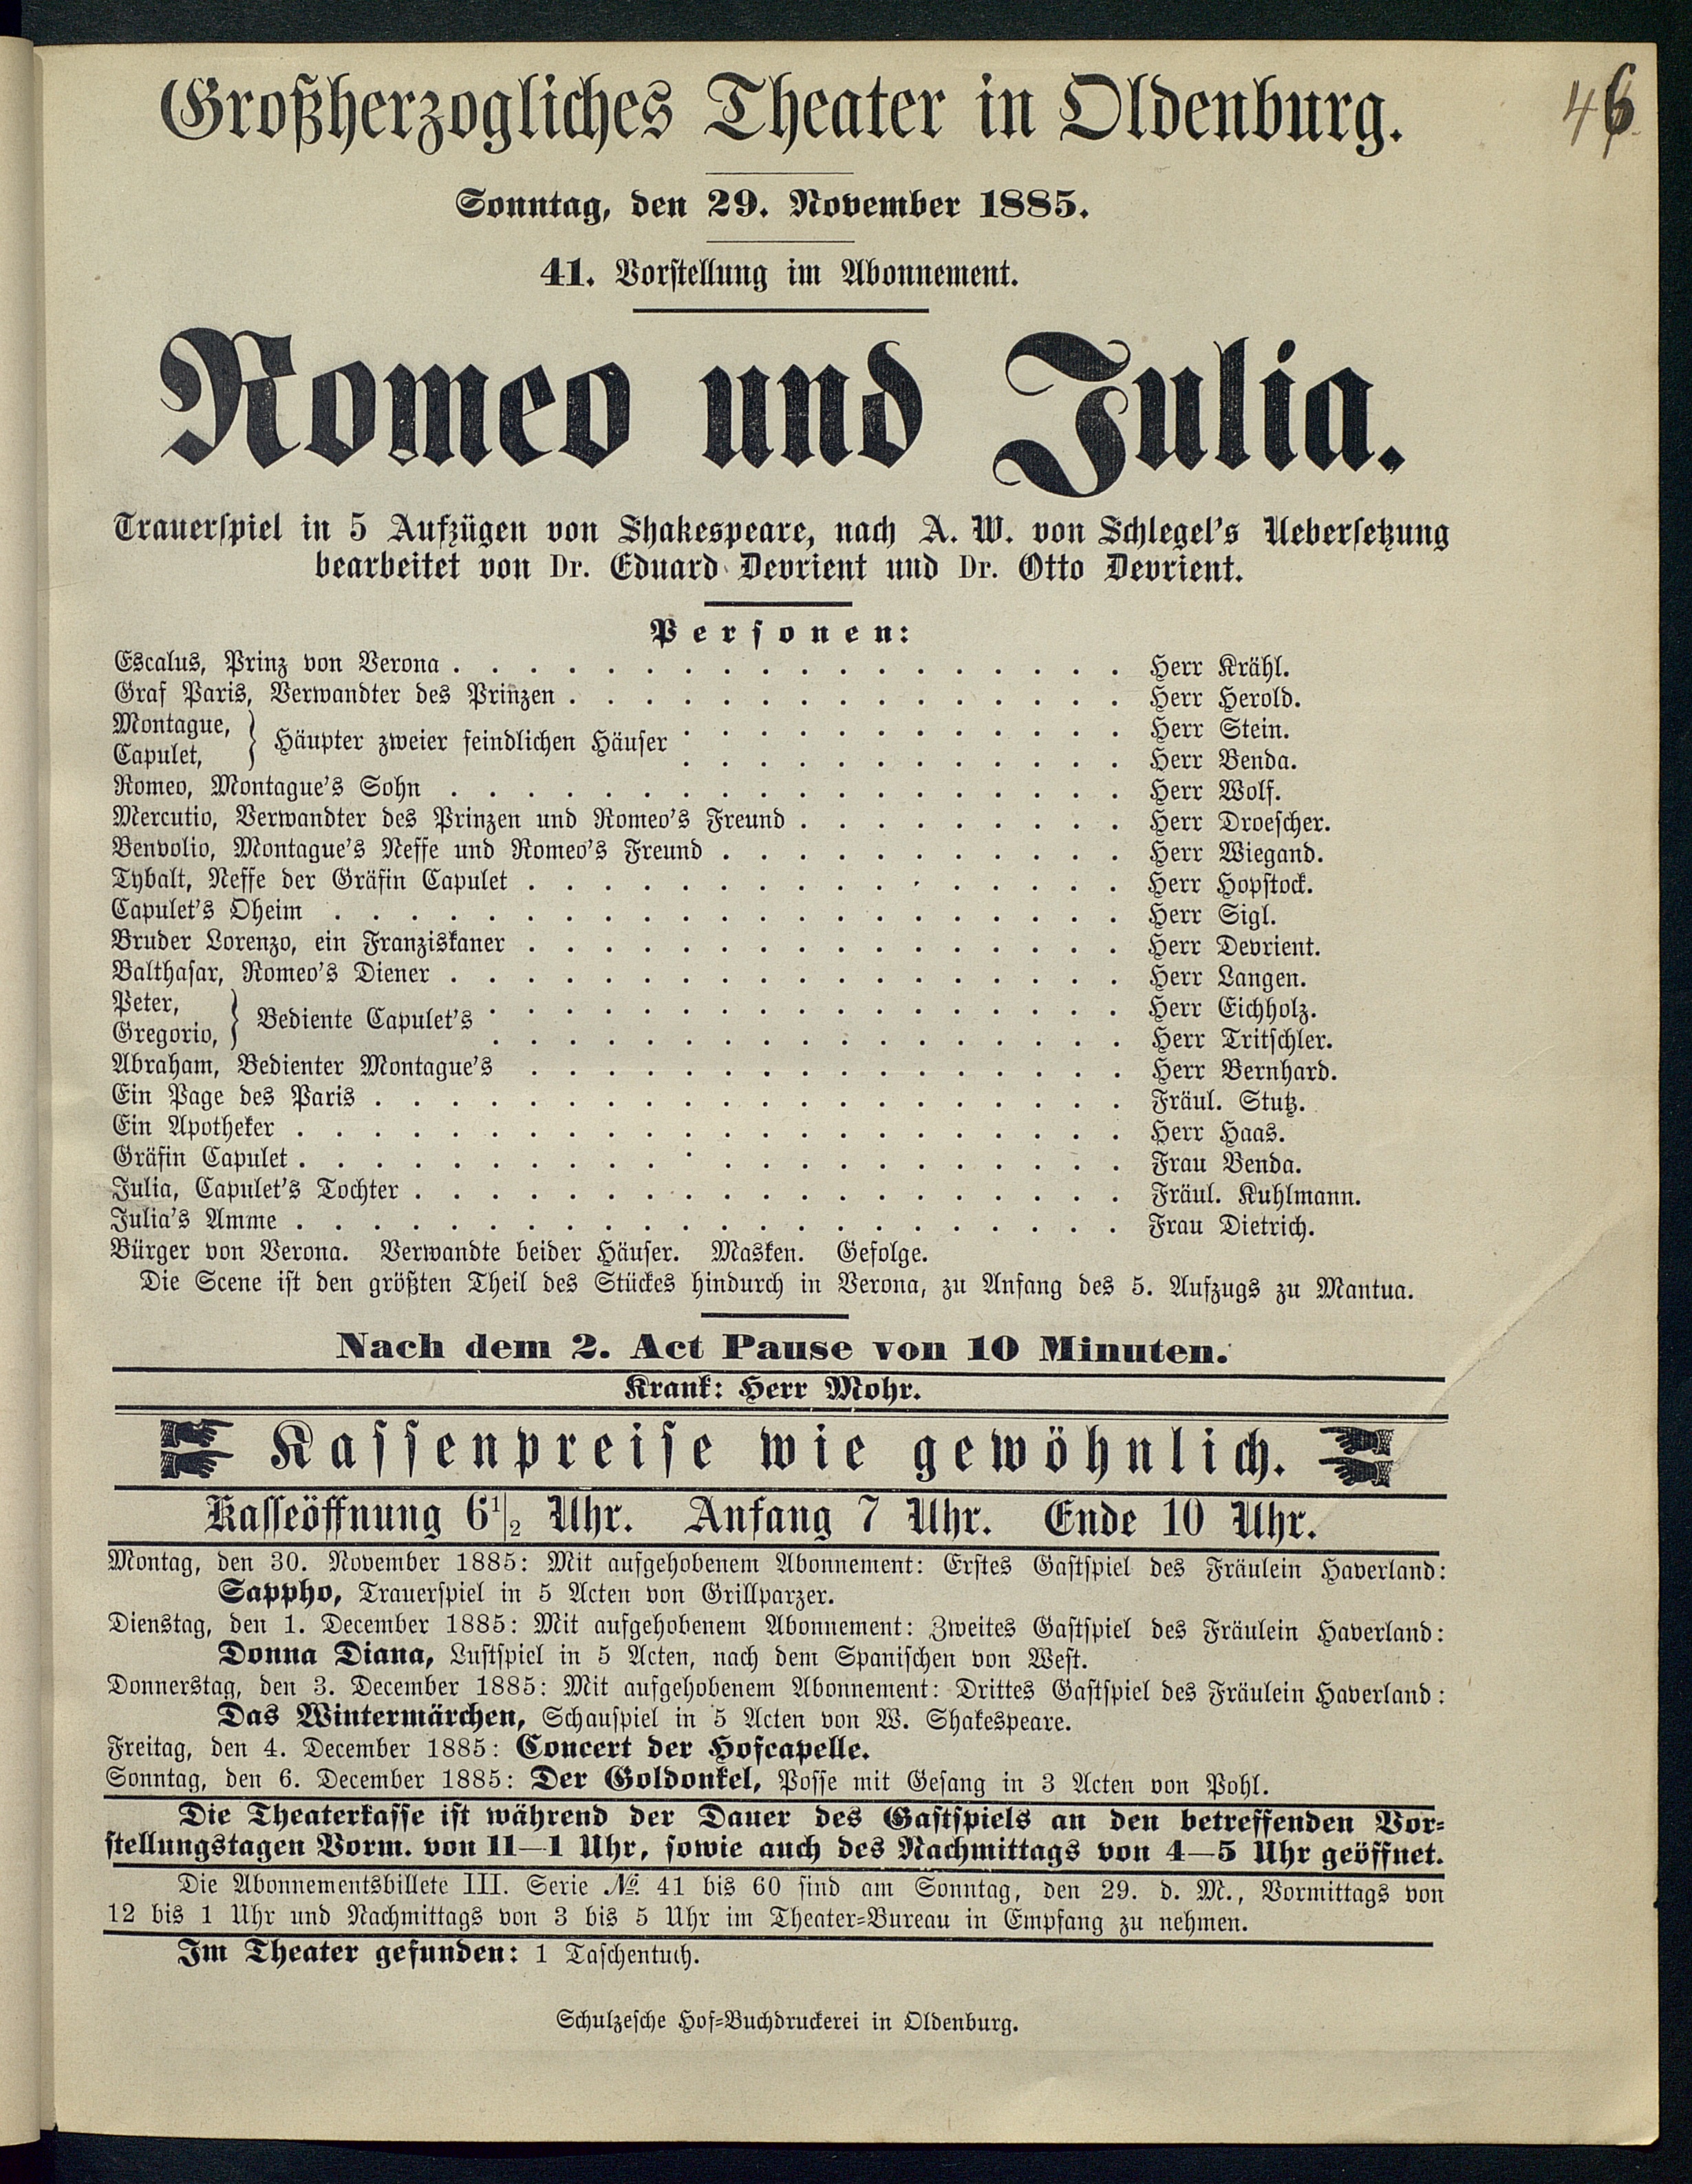 46
Großherzogliches Theater in Oldenburg.
Sonntag, den 29. November 1885.
41. Vorstellung im Abonnement.
Romeo und Julia.
Trauerspiel in 5 Aufzügen von Shakespeare, nach A. W. von Schlegel's Uebersetzung
bearbeitet von Dr. Eduard Devrient und Dr. Otto Devrient.
Personen:
Escalus, Prinz von Verona . . . . . Herr Krähl.
Graf Paris, Verwandter des Prinzen . . . . . Herr Herold.
Montague, } Häupter zweier feindlichen Häuser . . . . . Herr Stein.
Capulet, . . . . . Herr Benda.
Romeo, Montague's Sohn . . . . . Herr Wolf.
Mercutio, Verwandter des Prinzen und Romeo's Freund . . . . . Herr Droescher.
Benvolio, Montague's Neffe und Romeo's Freund . . . . . Herr Wiegand.
Tybalt, Neffe der Gräfin Capulet . . . . . Herr Hopstock.
Capulet's Oheim . . . . . Herr Sigl.
Bruder Lorenzo, ein Franziskaner . . . . . Herr Devrient.
Balthasar, Romeo's Diener . . . . . Herr Langen.
Peter, } Bediente Capulet's . . . . . Herr Eichholz.
Gregorio, . . . . . Herr Tritschler.
Abraham, Bedienter Montague's . . . . . Herr Bernhard.
Ein Page des Paris . . . . . Fräul. Stutz.
Ein Apotheker . . . . . Herr Haas.
Gräfin Capulet . . . . . Frau Benda.
Julia, Capulet's Tochter . . . . . Fräul. Kuhlmann.
Julia's Amme . . . . . Frau Dietrich.
Bürger von Verona. Verwandte beider Häuser. Masken. Gefolge.
Die Scene ist den größten Theil des Stückes hindurch in Verona, zu Anfang des 5. Aufzugs zu Mantua.
Nach dem 2. Act Pause von 10 Minuten.
Krank: Herr Mohr.
Kassenpreise wie gewöhnlich.
Kasseöffnung 6 1/2 Uhr. Anfang 7 Uhr. Ende 10 Uhr.
Montag, den 30. November 1885: Mit aufgehobenem Abonnement: Erstes Gastspiel des Fräulein Haverland:
Sappho, Trauerspiel in 5 Acten von Grillparzer.
Dienstag, den 1. December 1885: Mit aufgehobenem Abonnement: Zweites Gastspiel des Fräulein Haverland:
Donna Diana, Lustspiel in 5 Acten, nach dem Spanischen von West.
Donnerstag, den 3. December 1885: Mit aufgehobenem Abonnement: Drittes Gastspiel des Fräulein Haverland:
Das Wintermärchen, Schauspiel in 5 Acten von W. Shakespeare.
Freitag, den 4. December 1885: Concert der Hofcapelle.
Sonntag, den 6. December 1885: Der Goldonkel, Posse mit Gesang in 3 Acten von Pohl.
Die Theaterkasse ist während der Dauer des Gastspiels an den betreffenden Vor-
stellungstagen Vorm. von 11—1 Uhr, sowie auch des Nachmittags von 4—5 Uhr geöffnet.
Die Abonnementsbillete III. Serie №. 41 bis 60 sind am Sonntag, den 29. d. M., Vormittags von
12 bis 1 Uhr und Nachmittags von 3 bis 5 Uhr im Theater-Bureau in Empfang zu nehmen.
Im Theater gefunden: 1 Taschentuch.
Schulzesche Hof-Buchdruckerei in Oldenburg.